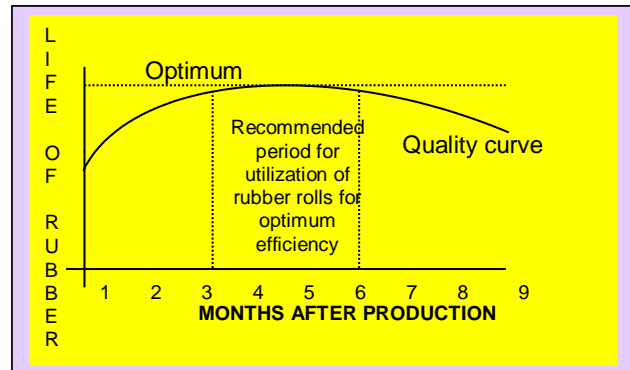 L
I
F
E
O
F
R
U
B
B
E
R
Optimum
Recommended
period for
utilization of
rubber rolls for
optimum
efficiency
Quality curve
1 2 3 4 5 6 7 8 9
MONTHS AFTER PRODUCTION